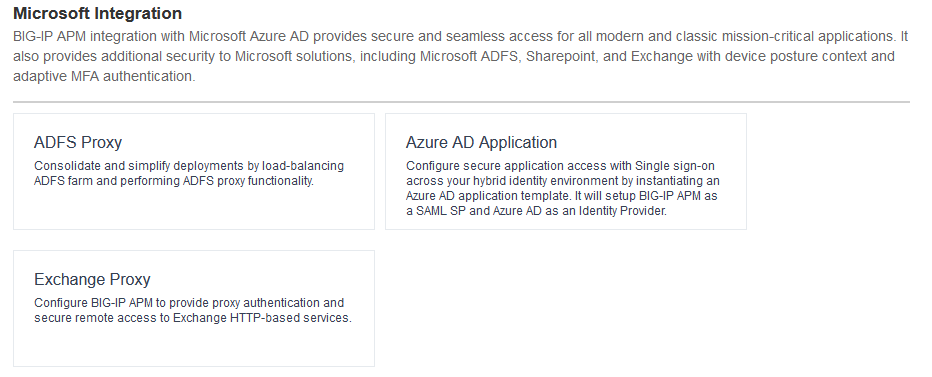 Microsoft Integration
BIG-IP APM integration with Microsoft Azure AD provides secure and seamless access for all modern and classic mission-critical applications. It
also provides additional security to Microsoft solutions, including Microsoft ADFS, Sharepoint, and Exchange with device posture context and
adaptive MFA authentication.
ADFS Proxy
Consolidate and simplify deployments by load-balancing
ADFS farm and performing ADFS proxy functionality.
Azure AD Application
Configure secure application access with Single sign-on
across your hybrid identity environment by instantiating an
Azure AD application template. It will setup BIG-IP APM as
a SAML SP and Azure AD as an Identity Provider.
Exchange Proxy
Configure BIG-IP APM to provide proxy authentication and
secure remote access to Exchange HTTP-based services.